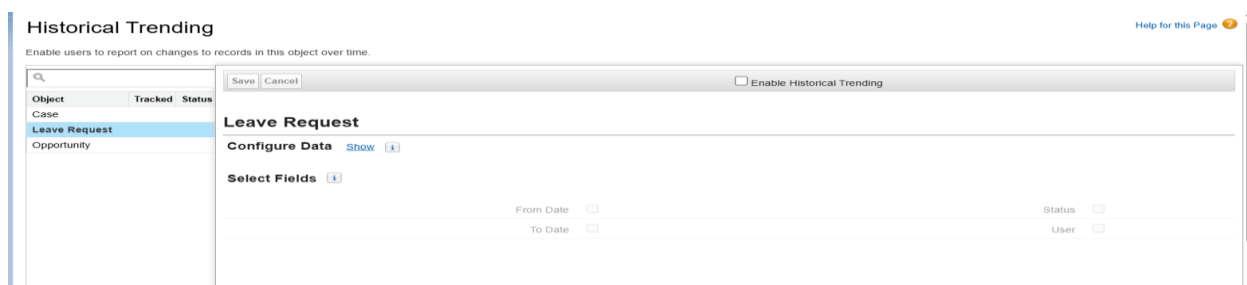 Historical Trending
Help for this Page
Enable users to report on changes to records in this object over time.
Save Cancel
Enable Historical Trending
Object Tracked Status
Case
Leave Request
Opportunity
Leave Request
Configure Data Show i
Select Fields i
From Date
Status
To Date
User